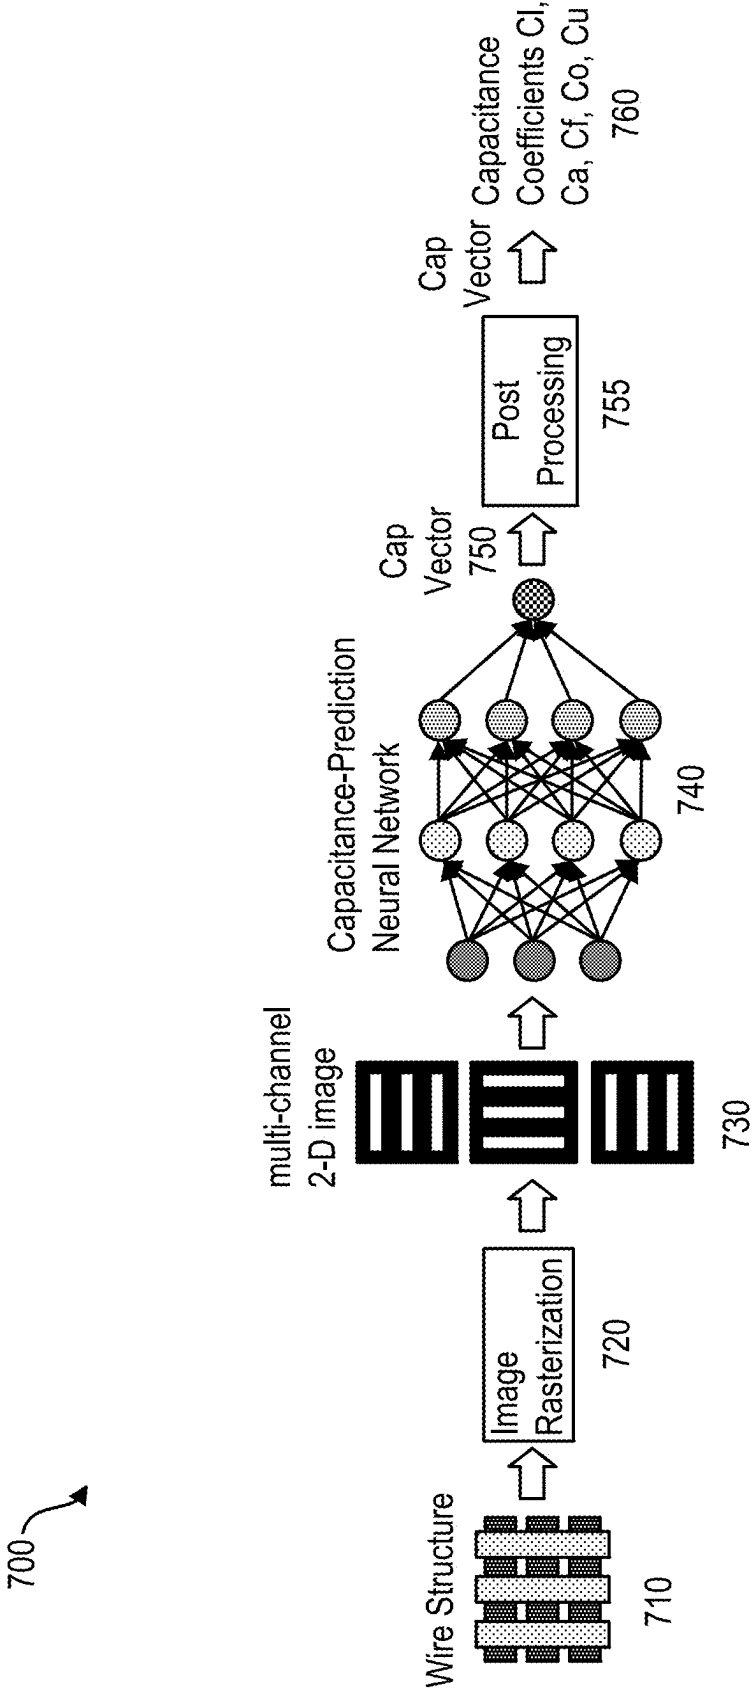 700
Wire Structure
710
Image
Rasterization
720
multi-channel
2-D image
730
Capacitance-Prediction
Neural Network
740
Cap
Vector
750
Post
Processing
755
Cap
Vector
Capacitance
Coefficients Cl,
Ca, Cf, Co, Cu
760